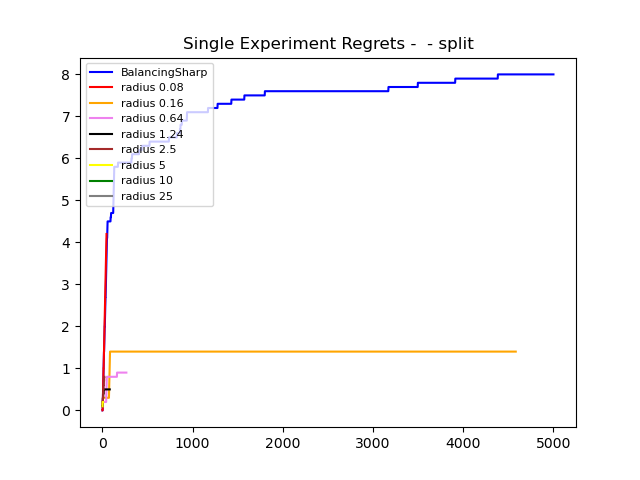 Single Experiment Regrets -  - split
BalancingSharp
radius 0.08
radius 0.16
radius 0.64
radius 1.24
radius 2.5
radius 5
radius 10
radius 25
8
7
6
5
4
3
2
1
0
0 1000 2000 3000 4000 5000